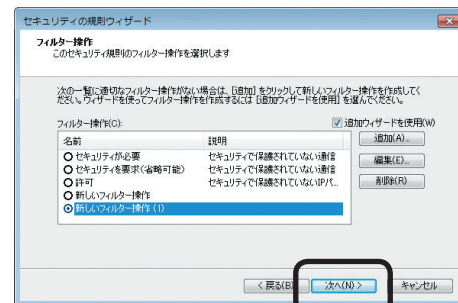 セキュリティの規則ウィザード
フィルター操作
このセキュリティ規則のフィルター操作を選択します
次の一覧に適切なフィルター操作がない場合は、[追加] をクリックして新しいフィルター操作を作成してく
ださい。ウィザードを使ってフィルター操作を作成するには [追加ウィザードを使用] を選んでください。
フィルター操作(C):
追加ウィザードを使用(W)
名前 説明
セキュリティが必要 セキュリティで保護されていない通信
セキュリティを要求(省略可能) セキュリティで保護されていない通信
許可 セキュリティで保護されていないIPパ...
新しいフィルター操作
新しいフィルター操作 (1)
追加(A)...
編集(E)...
削除(R)
< 戻る(B)
次へ(N) >
キャンセル